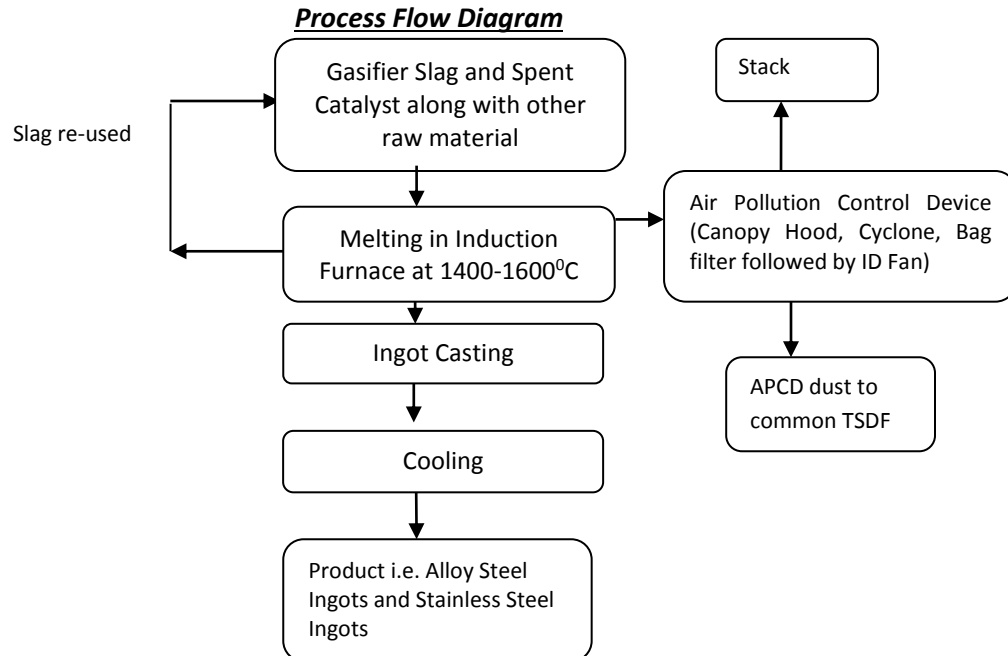 Process Flow Diagram
Gasifier Slag and Spent
Catalyst along with other
raw material
Stack
Slag re-used
Melting in Induction
Furnace at 1400-1600⁰C
Air Pollution Control Device
(Canopy Hood, Cyclone, Bag
filter followed by ID Fan)
Ingot Casting
APCD dust to
common TSDF
Cooling
Product i.e. Alloy Steel
Ingots and Stainless Steel
Ingots